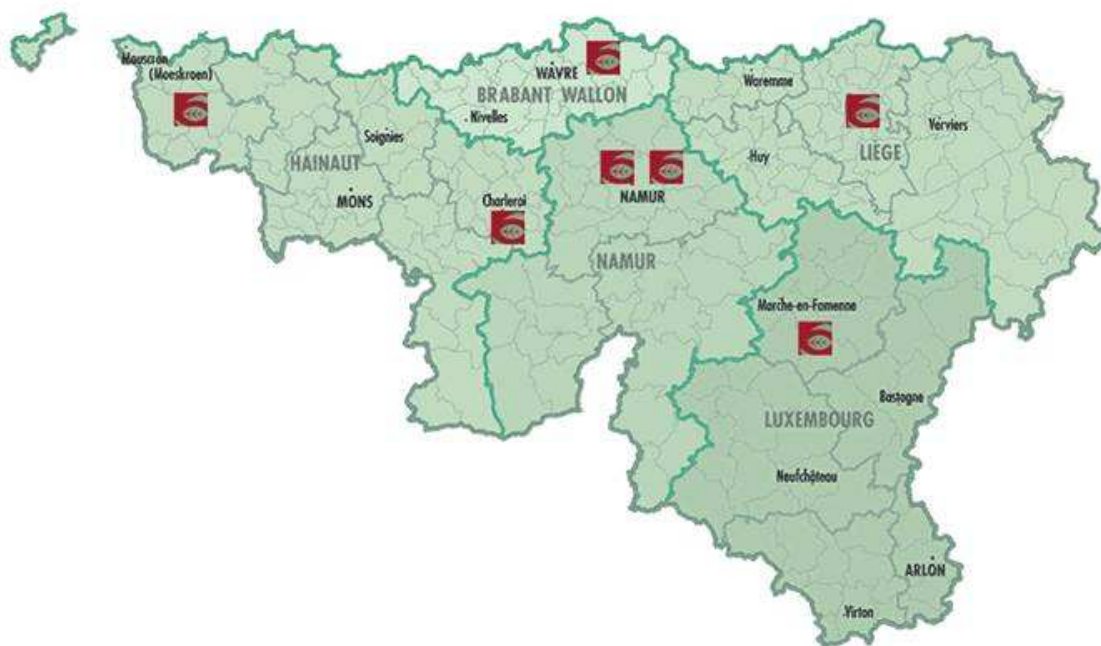 Mouscron
(Moeskroen)
WAVRE
BRABANT WALLON
Nivelles
Waremme
Verviers
LIÈGE
Soignies
HAINAUT
Huy
MONS
Charleroi
NAMUR
NAMUR
Marche-en-Famenne
Bastogne
LUXEMBOURG
Neufchâteau
ARLON
Virton